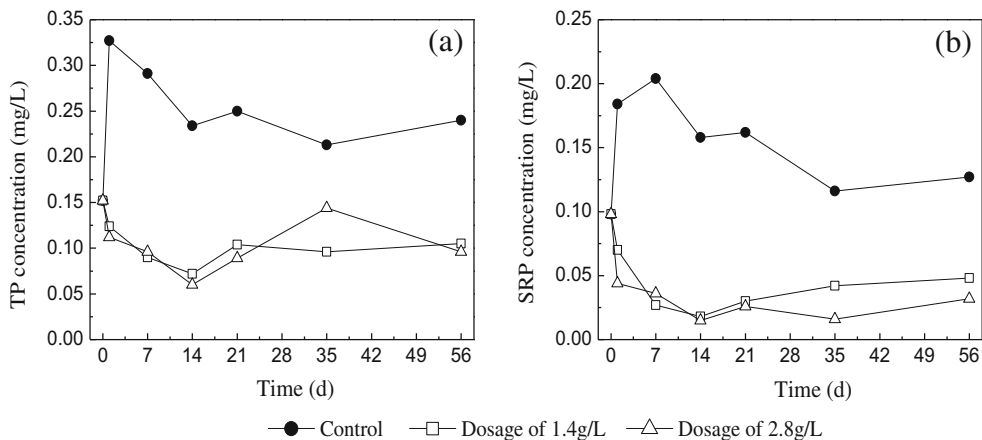 (a)
TP concentration (mg/L)
0.35
0.30
0.25
0.20
0.15
0.10
0.05
0.00
0 7 14 21 28 35 42 49 56
Time (d)
(b)
SRP concentration (mg/L)
0.25
0.20
0.15
0.10
0.05
0.00
0 7 14 21 28 35 42 49 56
Time (d)
Control Dosage of 1.4g/L Dosage of 2.8g/L